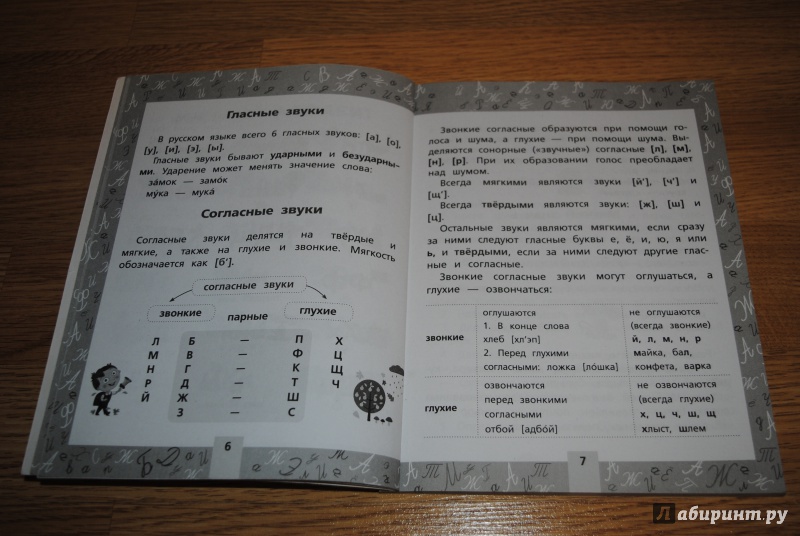 Гласные звуки
В русском языке всего 6 гласных звуков: [а], [о],
[у], [и], [э], [ы].
Гласные звуки бывают ударными и безударны-
ми. Ударение может менять значение слова:
за́мок — замо́к
му́ка — мука́
Согласные звуки
Согласные звуки делятся на твёрдые и
мягкие, а также на глухие и звонкие. Мягкость
обозначается как [б'].
согласные звуки
звонкие парные глухие
Л Б — П Х
М В — Ф Ц
Н Г — К Щ
Р Д — Т Ч
Й Ж — Ш
З — С
6
Звонкие согласные образуются при помощи го-
лоса и шума, а глухие — при помощи шума. Вы-
деляются сонорные («звучные») согласные [л], [м],
[н], [р]. При их образовании голос преобладает
над шумом.
Всегда мягкими являются звуки [й'], [ч'] и
[щ'].
Всегда твёрдыми являются звуки: [ж], [ш] и
[ц].
Остальные звуки являются мягкими, если сразу
за ними следуют гласные буквы е, ё, и, ю, я или
ь, и твёрдыми, если за ними следуют другие глас-
ные и согласные.
Звонкие согласные звуки могут оглушаться, а
глухие — озвончаться:
звонкие
оглушаются
1. В конце слова
хлеб [хл'эп]
2. Перед глухими
согласными: ложка [ло́шка]
не оглушаются
(всегда звонкие)
й, л, м, н, р
майка, бал,
конфета, варка
глухие
озвончаются
перед звонкими
согласными
отбой [адбо́й]
не озвончаются
(всегда глухие)
х, ц, ч, ш, щ
хлыст, шлем
7
Лабиринт.ру